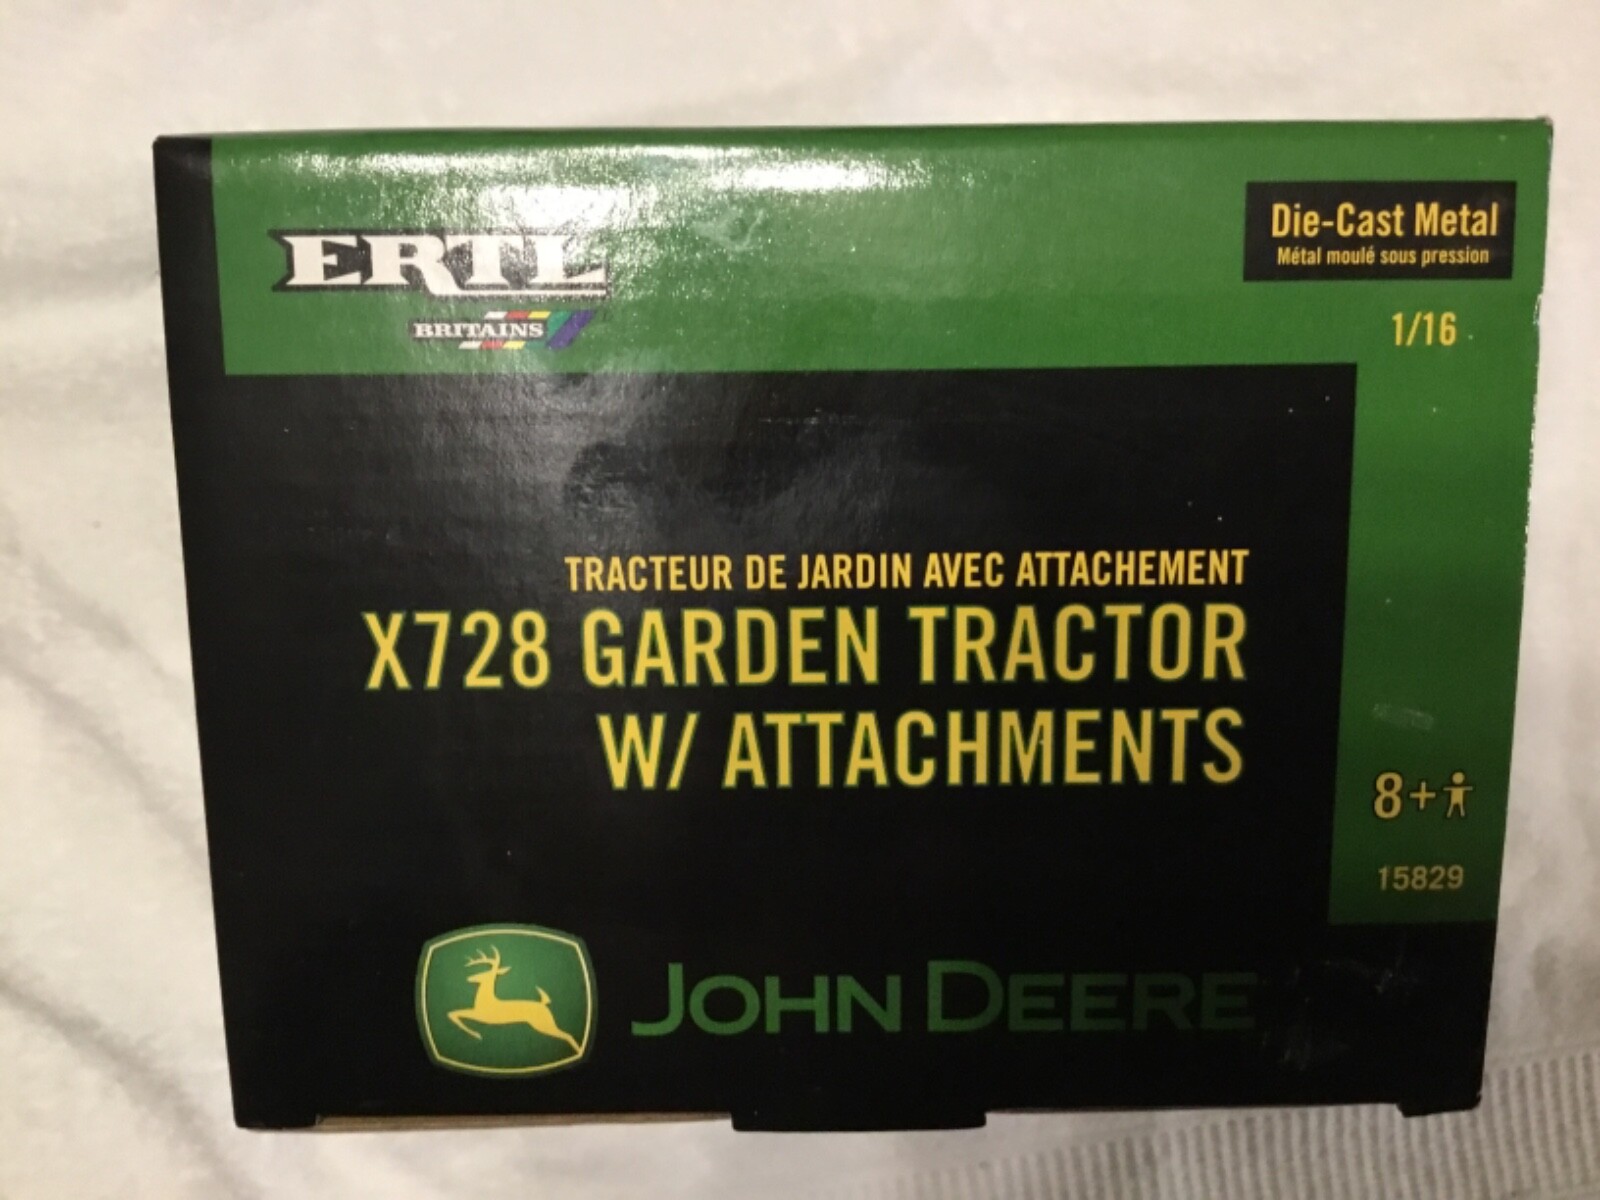 ERTL
BRITAINS
Die-Cast Metal
Métal moulé sous pression
1/16
TRACTEUR DE JARDIN AVEC ATTACHEMENT
X728 GARDEN TRACTOR
W/ ATTACHMENTS
8+
15829
JOHN DEERE